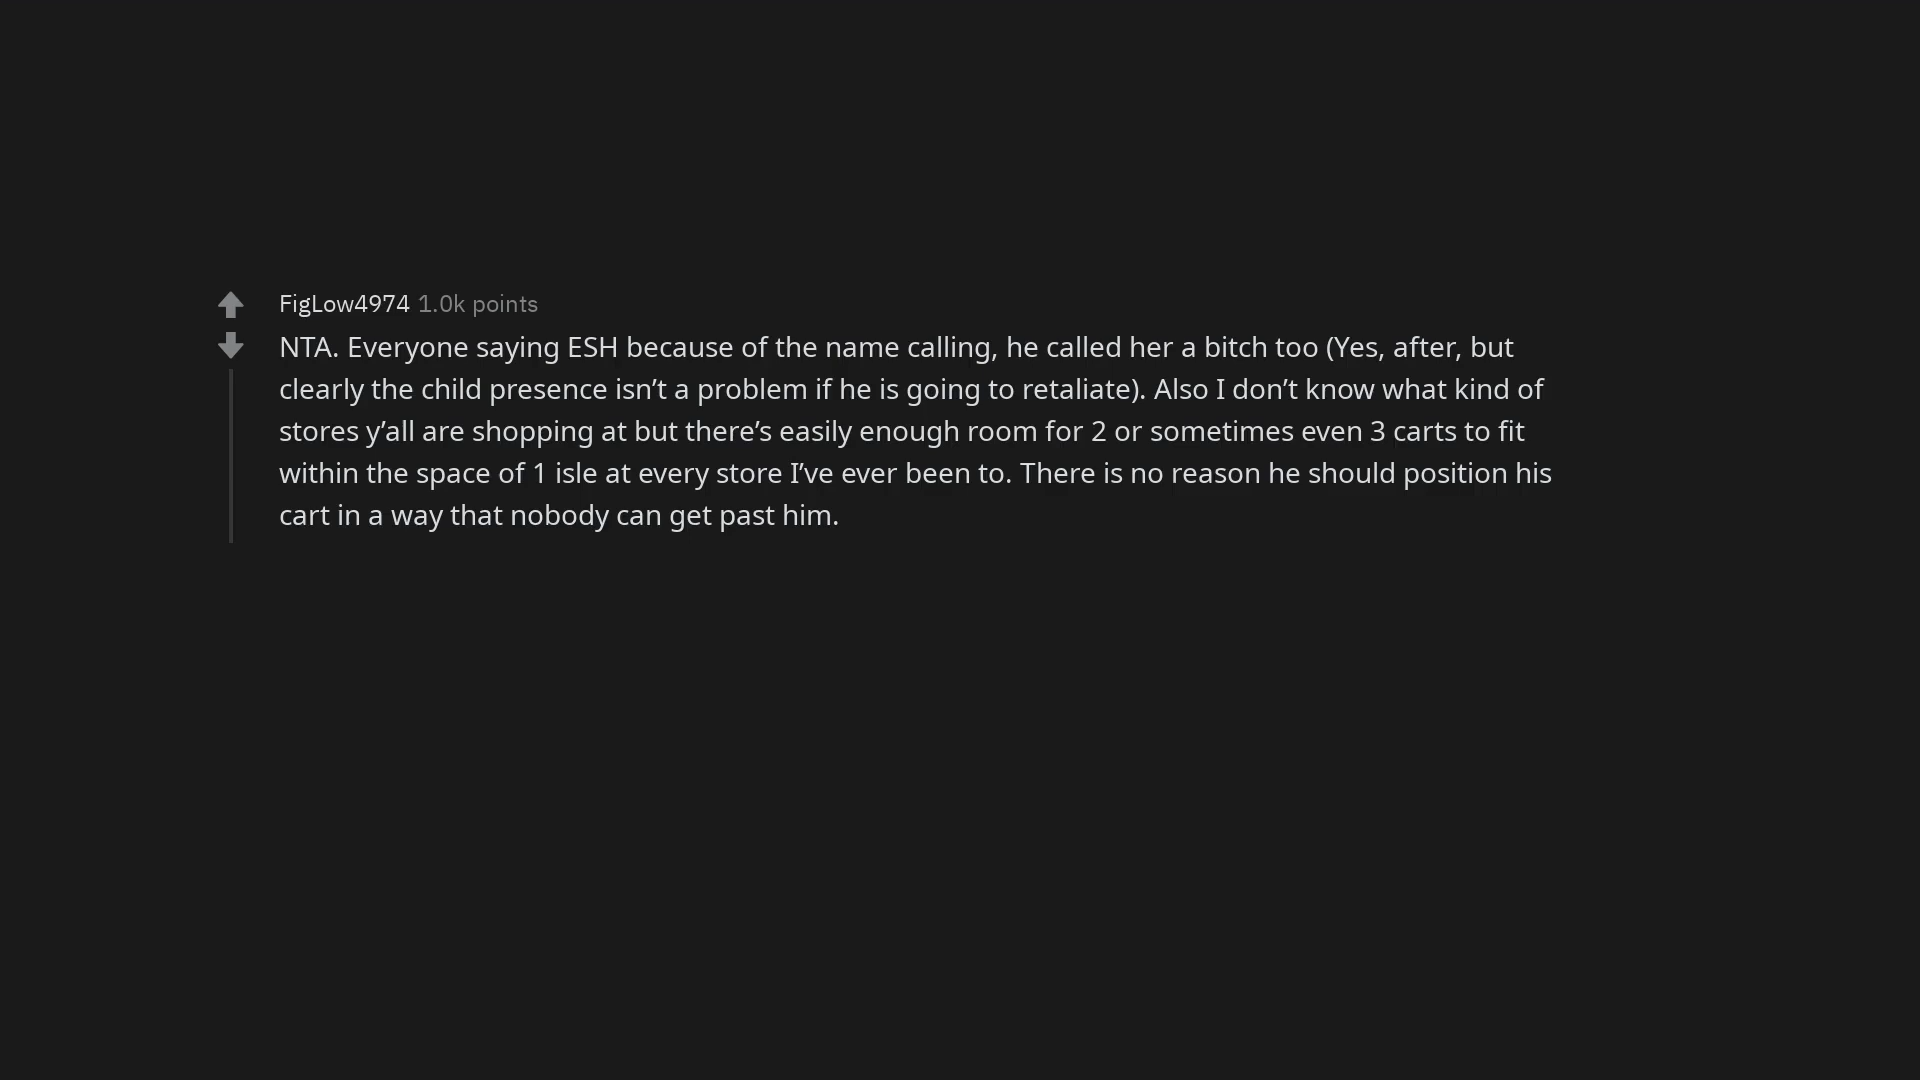 FigLow4974 1.0k points
NTA. Everyone saying ESH because of the name calling, he called her a bitch too (Yes, after, but
clearly the child presence isn’t a problem if he is going to retaliate). Also I don’t know what kind of
stores y’all are shopping at but there’s easily enough room for 2 or sometimes even 3 carts to fit
within the space of 1 isle at every store I’ve ever been to. There is no reason he should position his
cart in a way that nobody can get past him.